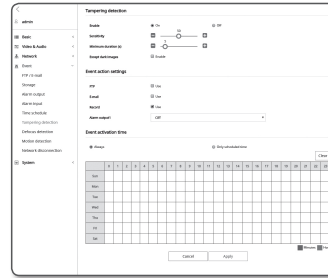 admin
Basic
Video & Audio
Network
Event
FTP / E-mail
Storage
Alarm output
Alarm input
Time schedule
Tampering detection
Defocus detection
Motion detection
Network disconnection
System
Tampering detection
Enable On Off
Sensitivity 50
Minimum duration (s) 5
Except dark images Enable
Event action settings
FTP Use
E-mail Use
Record Use
Alarm output1 Off
Event activation time
Always Only scheduled time
Clear
0 1 2 3 4 5 6 7 8 9 10 11 12 13 14 15 16 17 18 19 20 21 22 23
Sun
Mon
Tue
Wed
Thu
Fri
Sat
Minutes
Cancel Apply